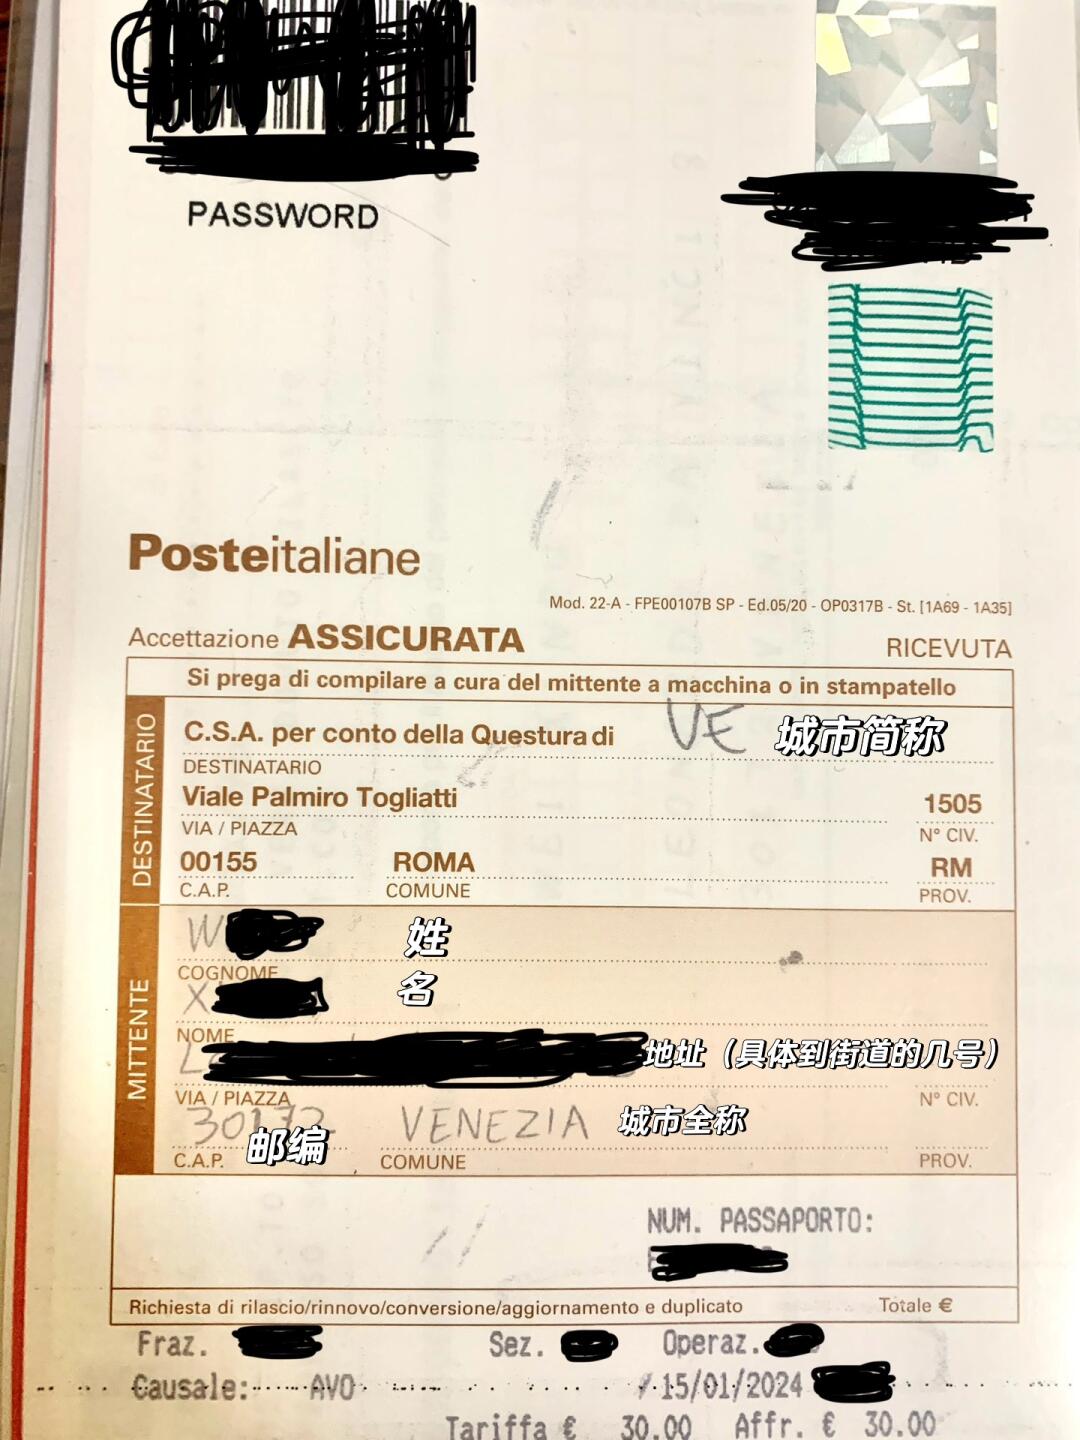 PASSWORD
Posteitaliane
Mod. 22-A - FPE00107B SP - Ed.05/20 - OP0317B - St. [1A69 - 1A35]
Accettazione ASSICURATA RICEVUTA
Si prega di compilare a cura del mittente a macchina o in stampatello
DESTINATARIO
C.S.A. per conto della Questura di VE 城市简称
DESTINATARIO
Viale Palmiro Togliatti 1505
VIA / PIAZZA N° CIV.
00155 ROMA RM
C.A.P. COMUNE PROV.
MITTENTE
W 姓
COGNOME
X 名
NOME
L 地址（具体到街道的几号）
VIA / PIAZZA N° CIV.
30172 VENEZIA 城市全称
邮编
C.A.P. COMUNE PROV.
NUM. PASSAPORTO:
Richiesta di rilascio/rinnovo/conversione/aggiornamento e duplicato Totale €
Fraz. Sez. Operaz.
Causale: AVO 15/01/2024
Tariffa € 30.00 Affr. € 30.00